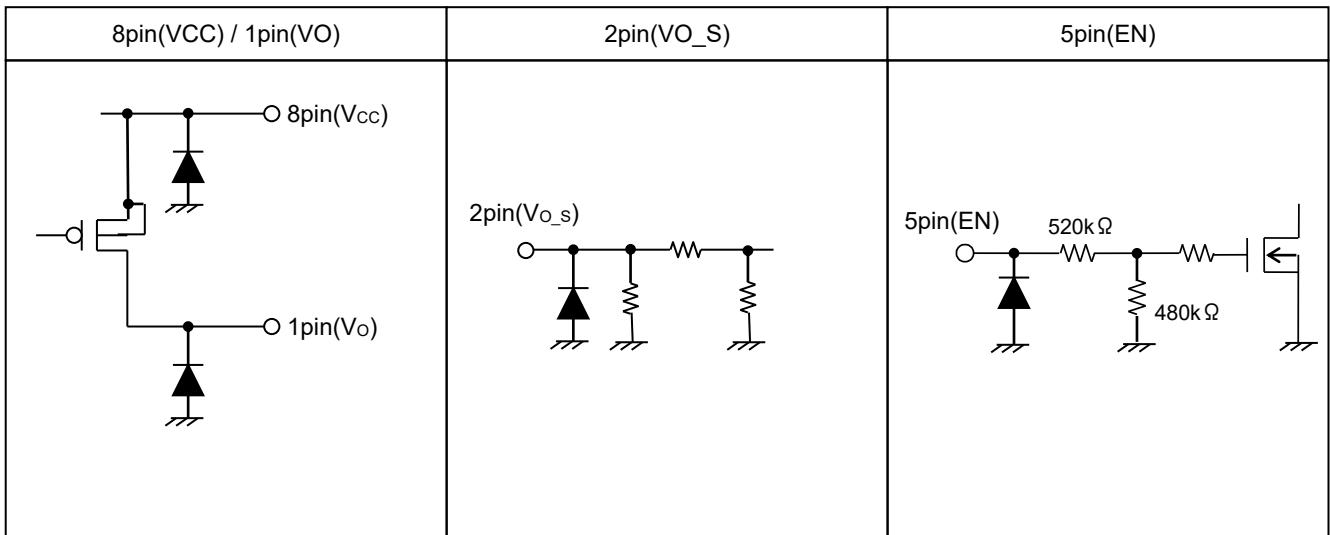 8pin(VCC) / 1pin(VO)
2pin(VO_S)
5pin(EN)
8pin(VCC)
1pin(VO)
2pin(VO_S)
5pin(EN)
520kΩ
480kΩ